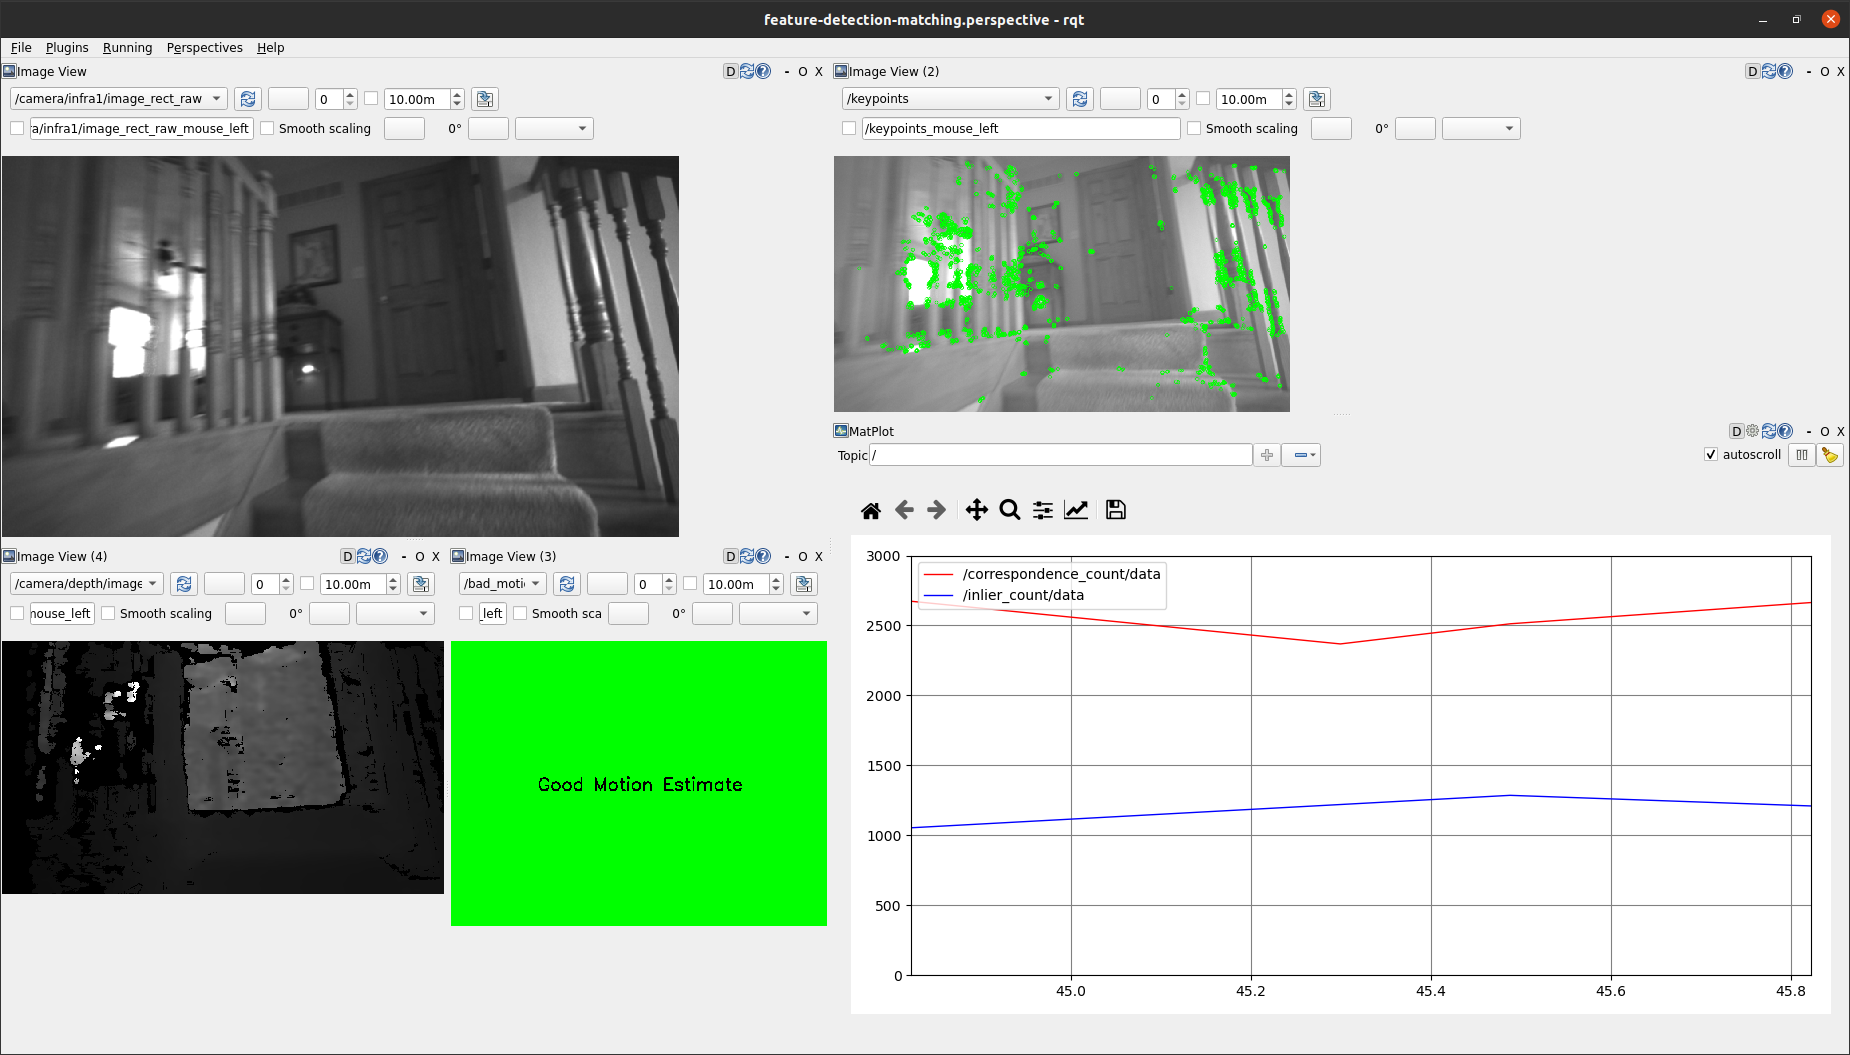 feature-detection-matching.perspective - rqt
File Plugins Running Perspectives Help
Image View
D - O X
/camera/infra1/image_rect_raw 0 10.00m
ra/infra1/image_rect_raw_mouse_left Smooth scaling 0°
Image View (2)
D - O X
/keypoints 0 10.00m
/keypoints_mouse_left Smooth scaling 0°
MatPlot
D - O X
Topic / autoscroll
Image View (4)
D - O X
/camera/depth/image 0 10.00m
mouse_left Smooth scaling 0°
Image View (3)
D - O X
/bad_moti 0 10.00m
_left Smooth sca 0°
Good Motion Estimate
/correspondence_count/data
/inlier_count/data
3000
2500
2000
1500
1000
500
0
45.0 45.2 45.4 45.6 45.8